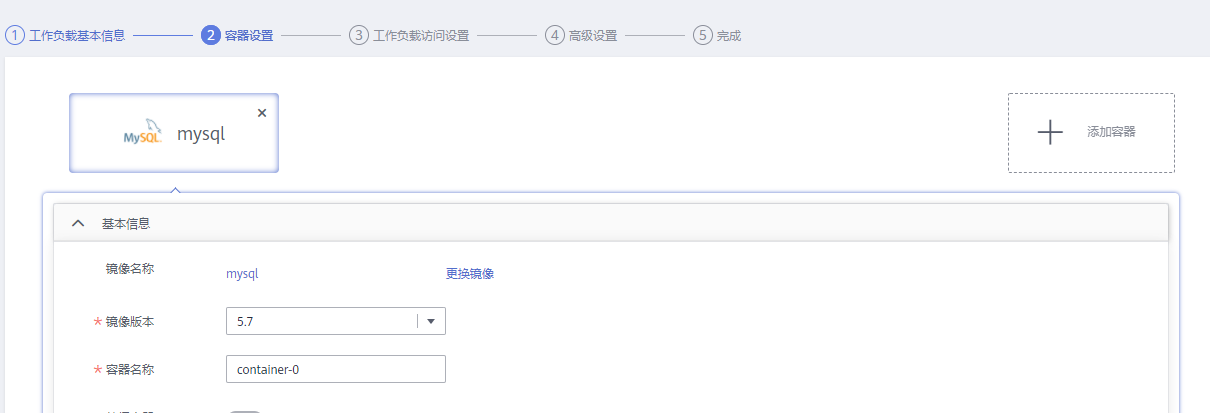 1 工作负载基本信息 2 容器设置 3 工作负载访问设置 4 高级设置 5 完成
MySQL mysql × 添加容器
基本信息
镜像名称 mysql 更换镜像
* 镜像版本 5.7
* 容器名称 container-0